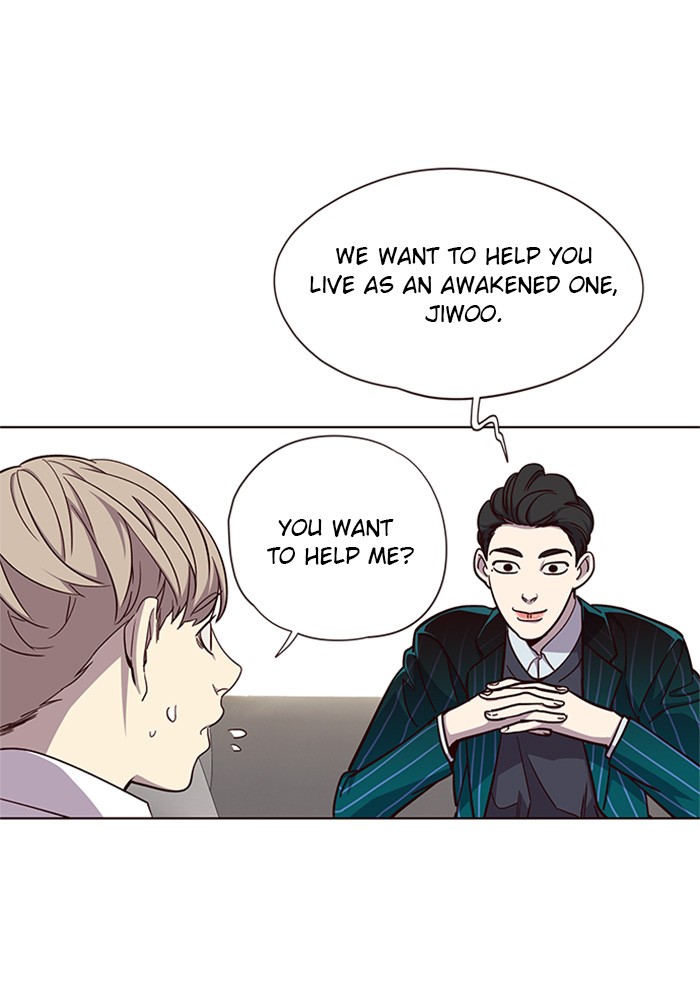 WE WANT TO HELP YOU
LIVE AS AN AWAKENED ONE,
JIWOO.
YOU WANT
TO HELP ME?